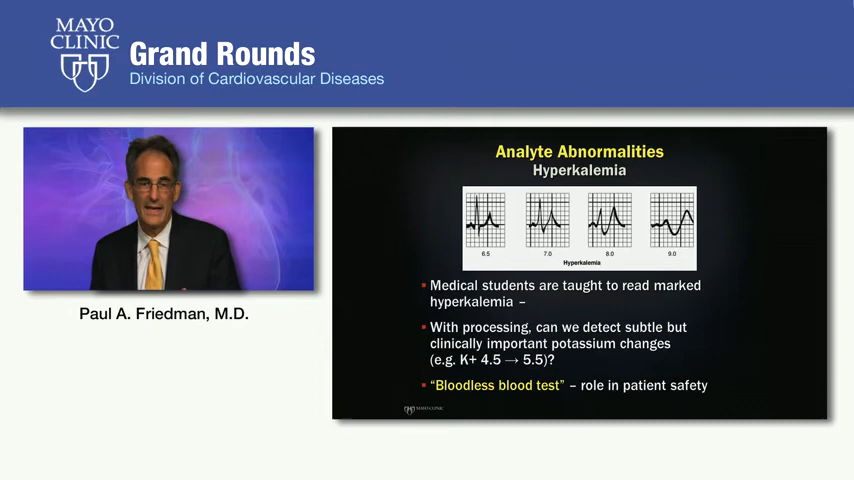 MAYO
CLINIC
Grand Rounds
Division of Cardiovascular Diseases
Paul A. Friedman, M.D.
Analyte Abnormalities
Hyperkalemia
6.5 7.0 8.0 9.0
Hyperkalemia
▪ Medical students are taught to read marked
hyperkalemia –
▪ With processing, can we detect subtle but
clinically important potassium changes
(e.g. K+ 4.5 → 5.5)?
▪ “Bloodless blood test” – role in patient safety
MAYO CLINIC